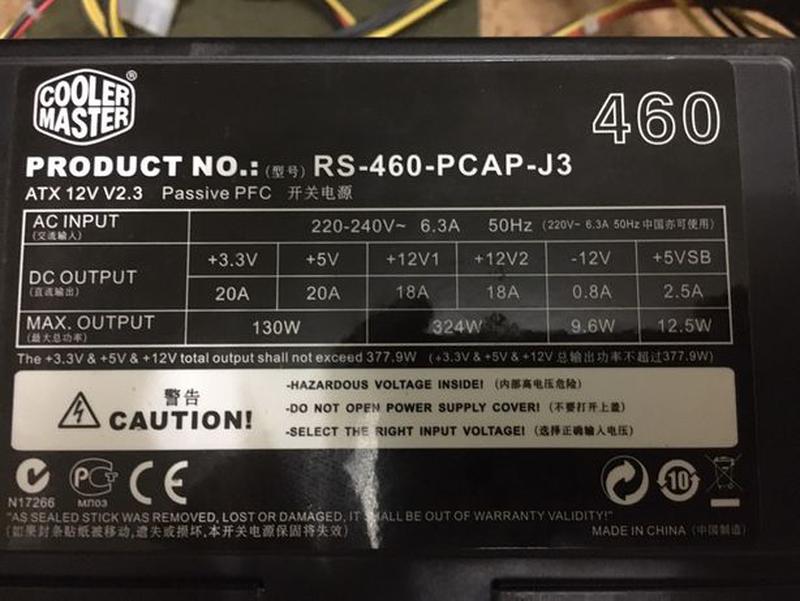 COOLER MASTER®
460
PRODUCT NO.: (型号) RS-460-PCAP-J3
ATX 12V V2.3 Passive PFC 开关电源
AC INPUT (交流输入) 220-240V~ 6.3A 50Hz (220V~ 6.3A 50Hz 中国亦可使用)
DC OUTPUT (直流输出) +3.3V +5V +12V1 +12V2 -12V +5VSB
20A 20A 18A 18A 0.8A 2.5A
MAX. OUTPUT (最大总功率) 130W 324W 9.6W 12.5W
The +3.3V & +5V & +12V total output shall not exceed 377.9W (+3.3V & +5V & +12V 总输出功率不超过377.9W)
警告
CAUTION!
-HAZARDOUS VOLTAGE INSIDE! (内部高电压危险)
-DO NOT OPEN POWER SUPPLY COVER! (不要打开上盖)
-SELECT THE RIGHT INPUT VOLTAGE! (选择正确输入电压)
N17266
МЛ03
CE
10
"AS SEALED STICK WAS REMOVED, LOST OR DAMAGED, IT SHALL BE OUT OF WARRANTY VALIDITY!"
(如果封条贴纸被移动,遗失或损坏,本开关电源保固将失效)
MADE IN CHINA (中国制造)